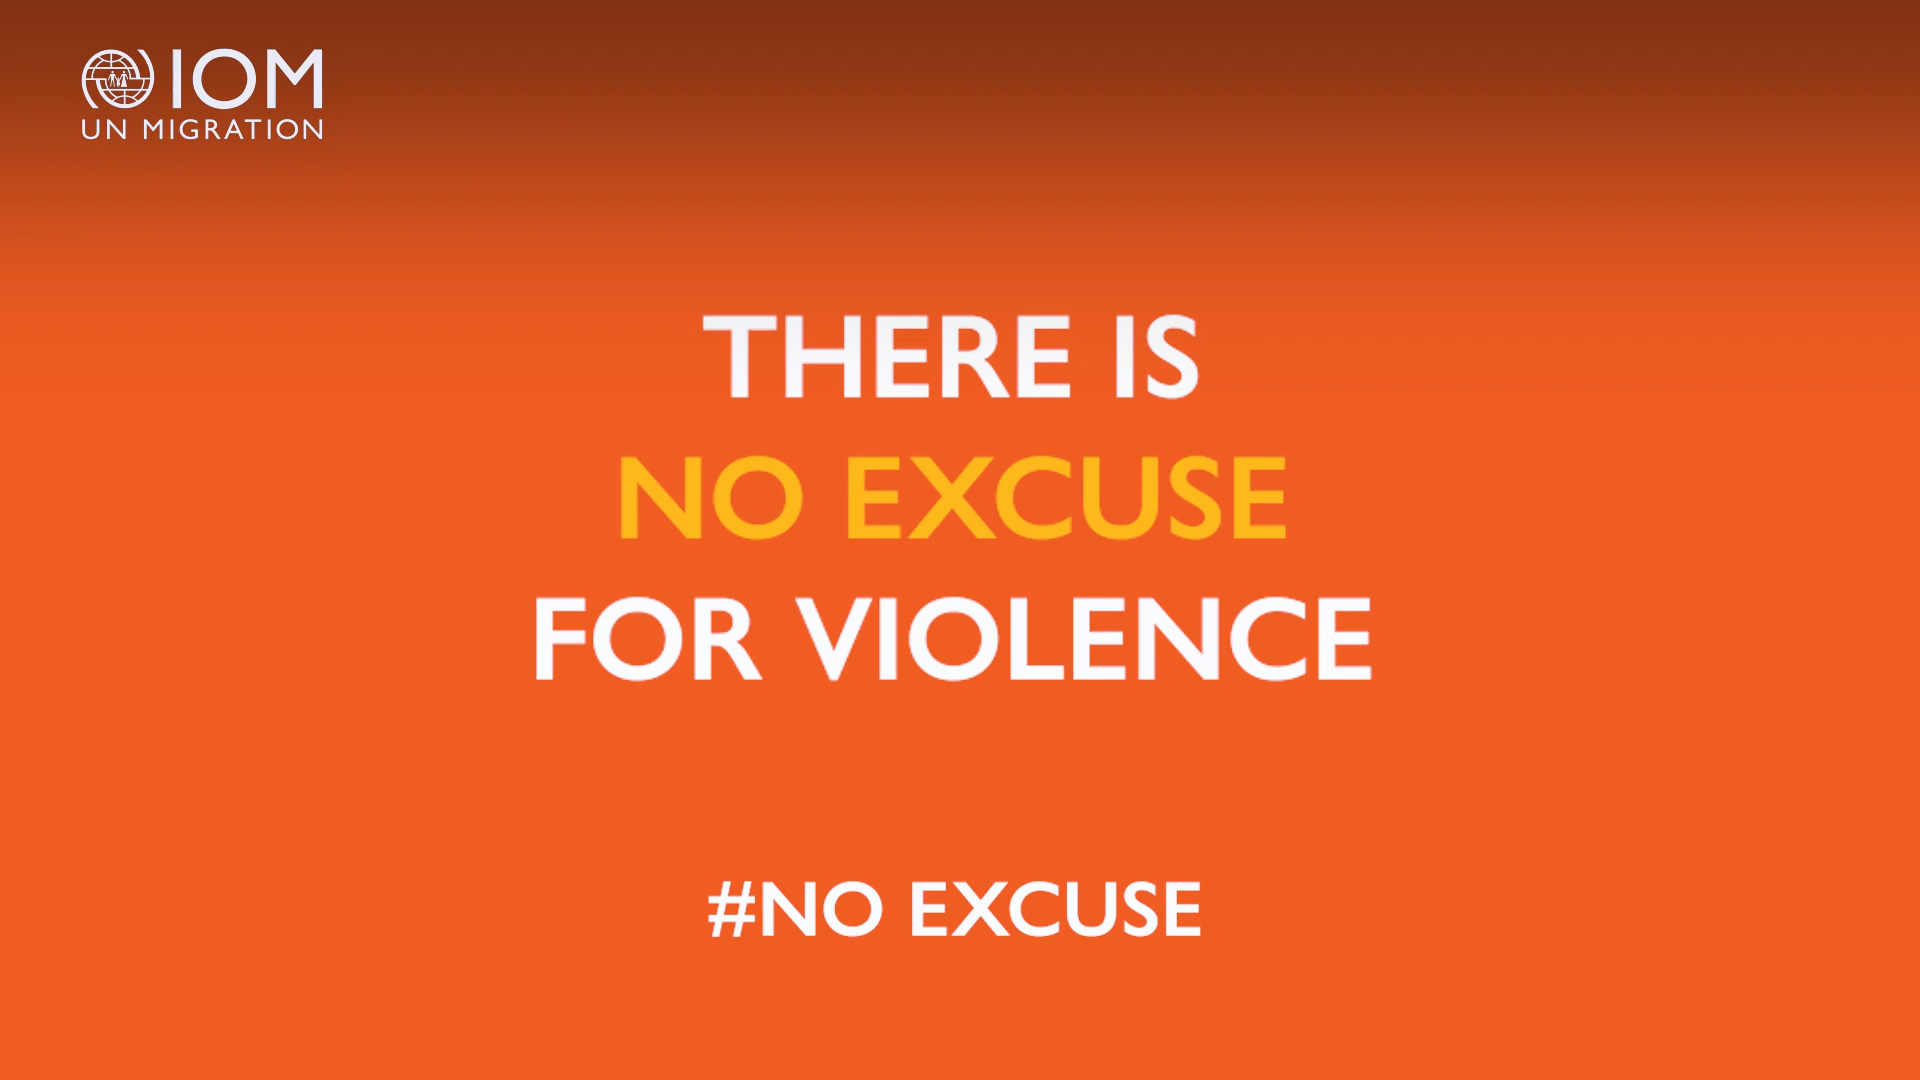 IOM
UN MIGRATION
THERE IS
NO EXCUSE
FOR VIOLENCE
#NO EXCUSE